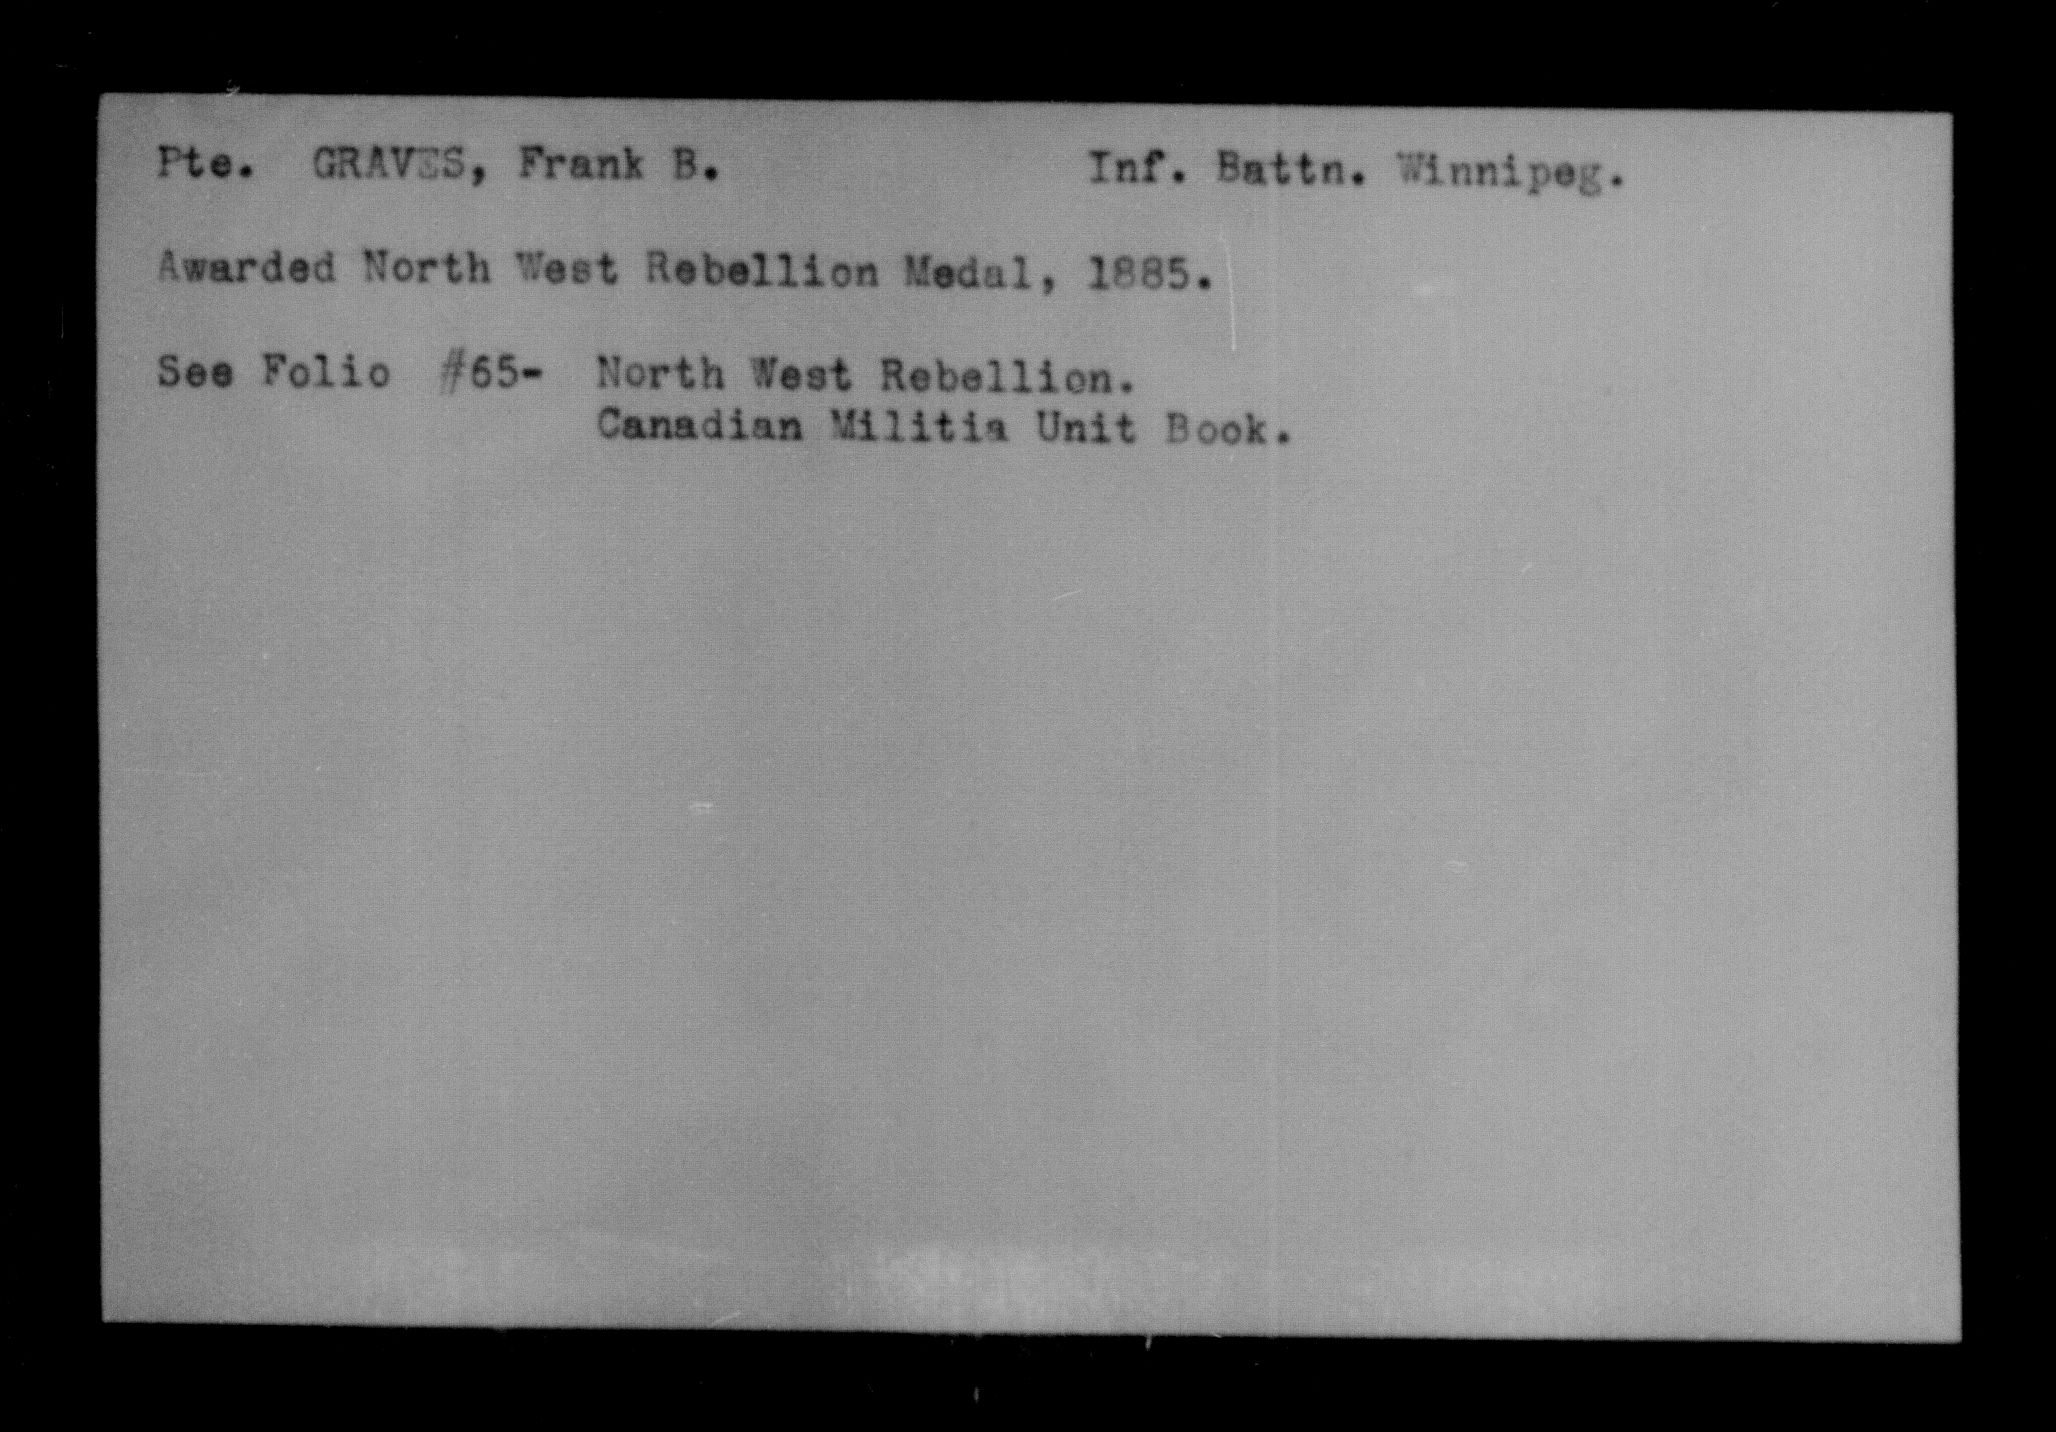 Pte. GRAVES, Frank B. Inf. Battn. Winnipeg.
Awarded North West Rebellion Medal, 1885.
See Folio #65- North West Rebellion.
Canadian Militia Unit Book.